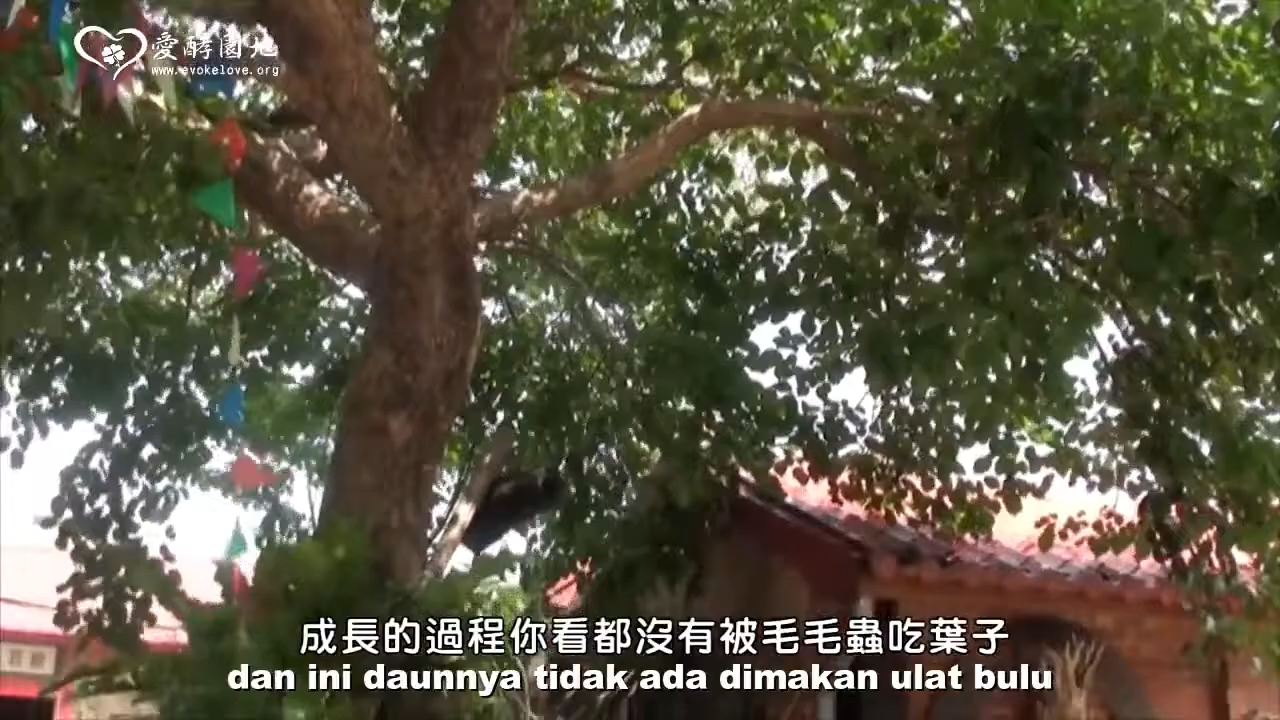 愛酵園地
www.evokelove.org
成長的過程你看都沒有被毛毛蟲吃葉子
dan ini daunnya tidak ada dimakan ulat bulu